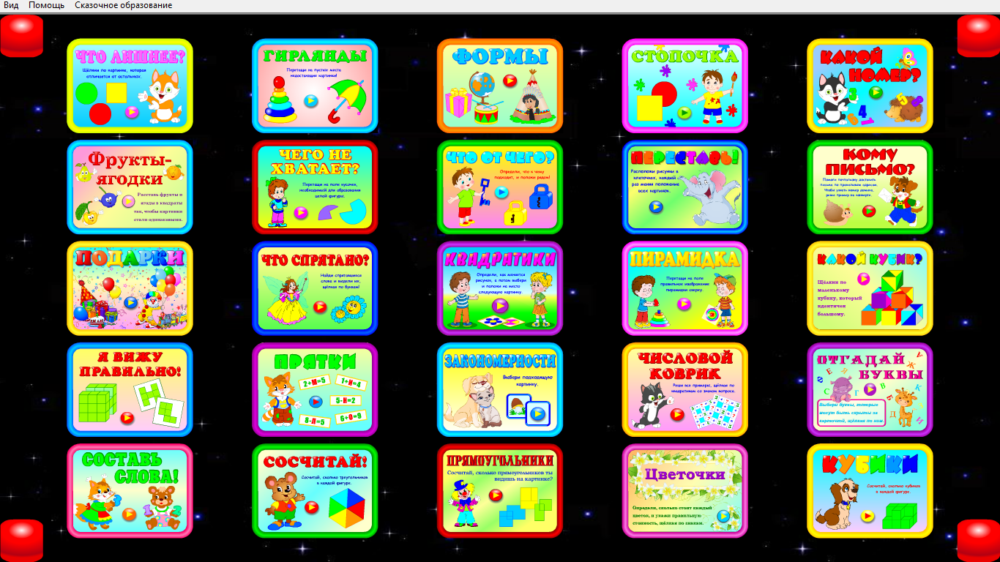 Вид Помощь Сказочное образование
ЧТО ЛИШНЕЕ?
Щёлкни по картинке, которая
отличается от остальных.
ГИРЛЯНДЫ
Перетащи на пустые места
недостающие картинки!
ФОРМЫ
СТОПОЧКА
КАКОЙ
НОМЕР?
3
4
1
5
8
Фрукты-
ягодки
Расставь фрукты и
ягоды в квадраты
так, чтобы картинки
стали одинаковыми.
ЧЕГО НЕ
ХВАТАЕТ?
Перетащи на поле кусочек,
необходимый для образования
целой фигуры.
ЧТО ОТ ЧЕГО?
Определи, что к чему
подходит, и положи рядом!
ПЕРЕСТАВЬ!
Расположи рисунки в
клеточках, каждый
раз меняя положение
всех картинок.
КОМУ
ПИСЬМО?
Помоги почтальону доставить
письма по правильным адресам.
Чтобы узнать номер домика,
реши пример на конверте.
ПОДАРКИ
ЧТО СПРЯТАНО?
Найди спрятавшиеся
слова и выдели их,
щёлкая по буквам!
КВАДРАТИКИ
Определи, как меняется
рисунок, а потом выбери
и положи на место
следующую картинку.
ПИРАМИДКА
Перетащи на поле
правильное изображение
пирамидки сверху.
КАКОЙ КУБИК?
Щёлкни по
маленькому
кубику, который
идентичен
большому.
Я ВИЖУ
ПРАВИЛЬНО!
ПРЯТКИ
2+М=5
1+И=4
5-Н=2
8-Л=5
6+О=9
ЗАКОНОМЕРНОСТИ
Выбери подходящую
картинку.
ЧИСЛОВОЙ
КОВРИК
Реши все примеры, щёлкая по
квадратикам со знаком вопроса.
ОТГАДАЙ
БУКВЫ
Выбери буквы, которые
могут быть скрыты за
карточкой, щёлкая по ним.
СОСТАВЬ
СЛОВА!
СОСЧИТАЙ!
Сосчитай, сколько треугольников
в каждой фигуре.
ПРЯМОУГОЛЬНИКИ
Сосчитай, сколько прямоугольников ты
видишь на картинке?
Цветочки
Определи, сколько стоит каждый
цветок, и укажи правильную
стоимость, щёлкая по знакам.
КУБИКИ
Сосчитай, сколько кубиков
в каждой фигуре.